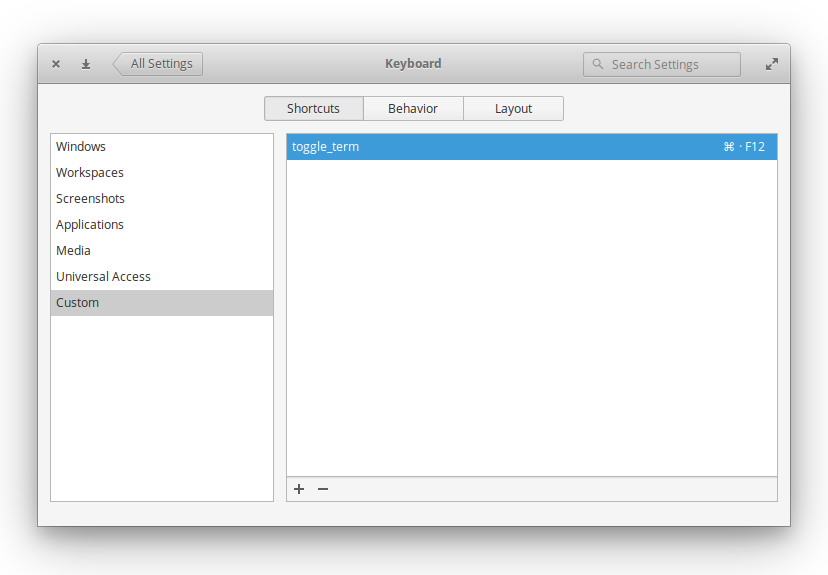 All Settings
Keyboard
Search Settings
Shortcuts
Behavior
Layout
Windows
Workspaces
Screenshots
Applications
Media
Universal Access
Custom
toggle_term ⌘ · F12